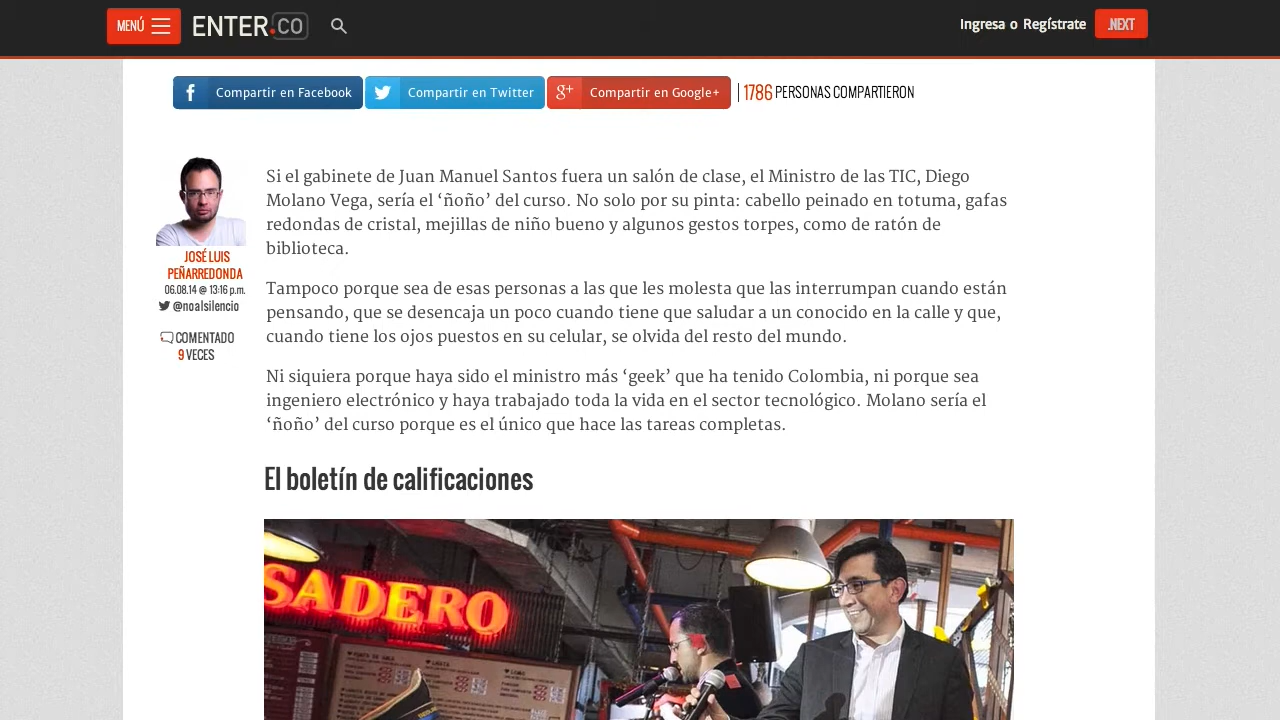 MENÚ
ENTER.CO
Ingresa o Regístrate
.NEXT
Compartir en Facebook
Compartir en Twitter
Compartir en Google+
1786 PERSONAS COMPARTIERON
JOSÉ LUIS
PEÑARREDONDA
06.08.14 @ 13:16 p.m.
@noalsilencio
COMENTADO
9 VECES
Si el gabinete de Juan Manuel Santos fuera un salón de clase, el Ministro de las TIC, Diego
Molano Vega, sería el ‘ñoño’ del curso. No solo por su pinta: cabello peinado en totuma, gafas
redondas de cristal, mejillas de niño bueno y algunos gestos torpes, como de ratón de
biblioteca.
Tampoco porque sea de esas personas a las que les molesta que las interrumpan cuando están
pensando, que se desencaja un poco cuando tiene que saludar a un conocido en la calle y que,
cuando tiene los ojos puestos en su celular, se olvida del resto del mundo.
Ni siquiera porque haya sido el ministro más ‘geek’ que ha tenido Colombia, ni porque sea
ingeniero electrónico y haya trabajado toda la vida en el sector tecnológico. Molano sería el
‘ñoño’ del curso porque es el único que hace las tareas completas.
El boletín de calificaciones
SADERO